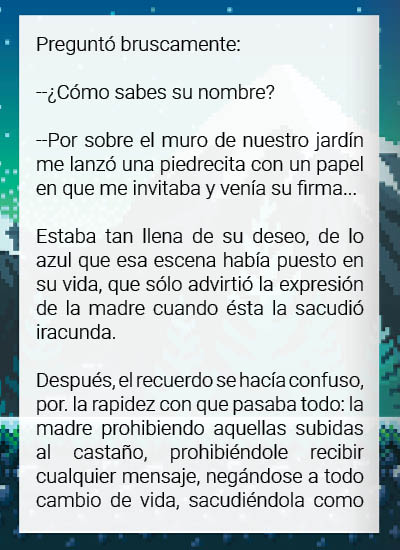 Preguntó bruscamente:
--¿Cómo sabes su nombre?
--Por sobre el muro de nuestro jardín
me lanzó una piedrecita con un papel
en que me invitaba y venía su firma...
Estaba tan llena de su deseo, de lo
azul que esa escena había puesto en
su vida, que sólo advirtió la expresión
de la madre cuando ésta la sacudió
iracunda.
Después, el recuerdo se hacía confuso,
por. la rapidez con que pasaba todo: la
madre prohibiendo aquellas subidas
al castaño, prohibiéndole recibir
cualquier mensaje, negándose a todo
cambio de vida, sacudiéndola como